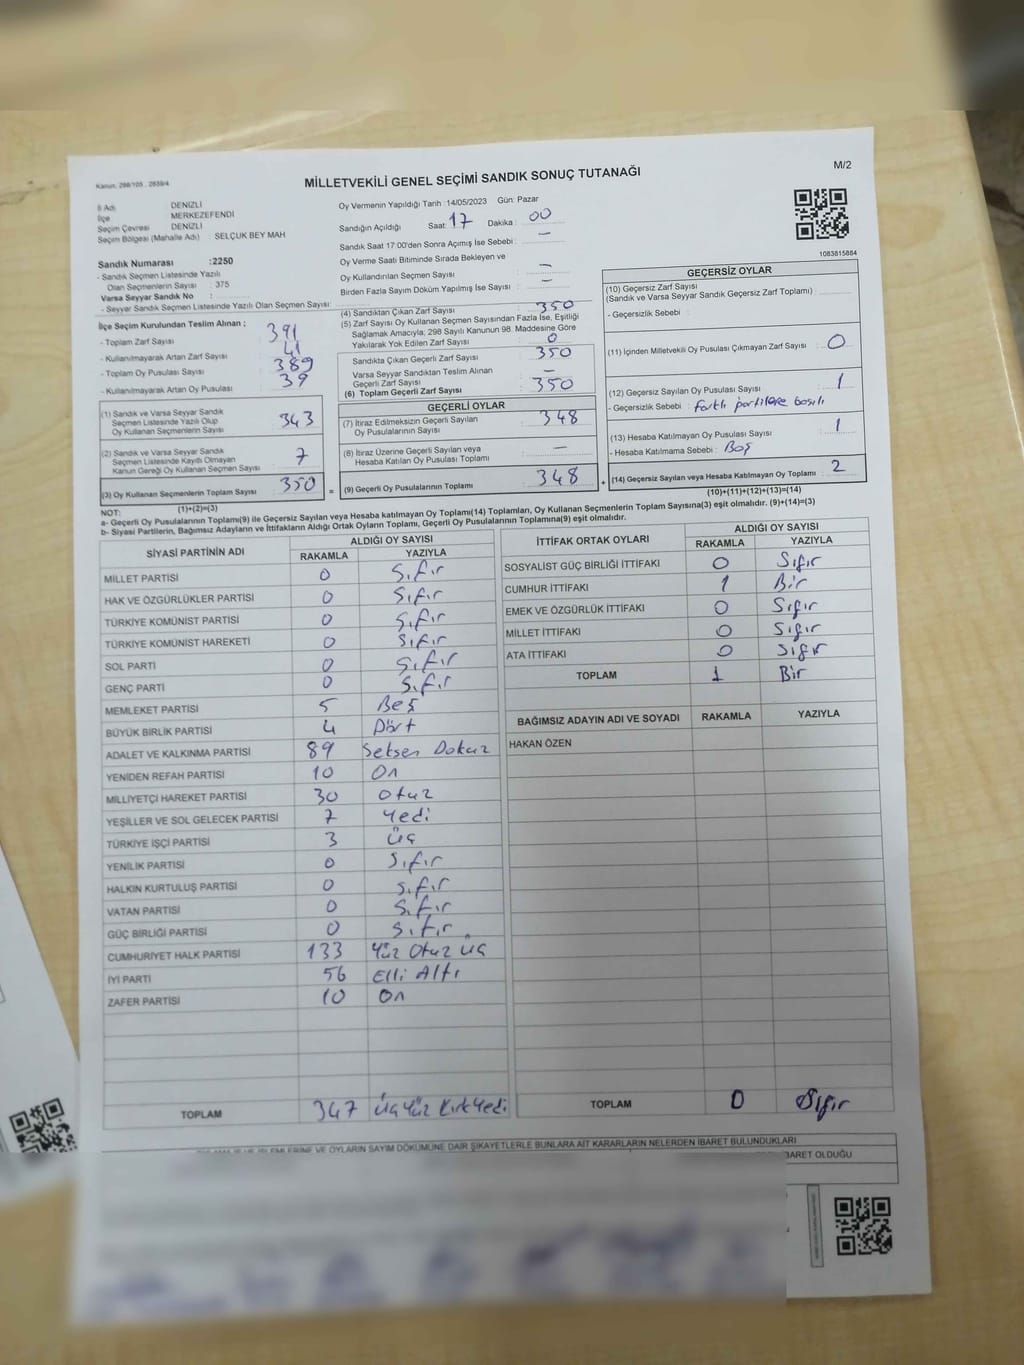 Kanun, 298/105 , 2839/4
M/2
MİLLETVEKİLİ GENEL SEÇİMİ SANDIK SONUÇ TUTANAĞI
İl Adı DENİZLİ
İlçe MERKEZEFENDİ
Seçim Çevresi DENİZLİ
Seçim Bölgesi (Mahalle Adı) : SELÇUK BEY MAH
Sandık Numarası :2250
- Sandık Seçmen Listesinde Yazılı
Olan Seçmenlerin Sayısı : 375
Varsa Seyyar Sandık No :
- Seyyar Sandık Seçmen Listesinde Yazılı Olan Seçmen Sayısı:
Oy Vermenin Yapıldığı Tarih :14/05/2023 Gün: Pazar
Sandığın Açıldığı Saat: 17 Dakika : 00
Sandık Saat 17:00'den Sonra Açımış İse Sebebi : —
Oy Verme Saati Bitiminde Sırada Bekleyen ve
Oy Kullandırılan Seçmen Sayısı : —
Birden Fazla Sayım Döküm Yapılmış İse Sayısı : —
1083815884
İlçe Seçim Kurulundan Teslim Alınan ;
- Toplam Zarf Sayısı : 391
- Kullanılmayarak Artan Zarf Sayısı : 41
- Toplam Oy Pusulası Sayısı : 389
- Kullanılmayarak Artan Oy Pusulası : 39
(4) Sandıktan Çıkan Zarf Sayısı : 350
(5) Zarf Sayısı Oy Kullanan Seçmen Sayısından Fazla İse, Eşitliği
Sağlamak Amacıyla; 298 Sayılı Kanunun 98. Maddesine Göre
Yakılarak Yok Edilen Zarf Sayısı : 0
Sandıkta Çıkan Geçerli Zarf Sayısı : 350
Varsa Seyyar Sandıktan Teslim Alınan
Geçerli Zarf Sayısı : —
(6) Toplam Geçerli Zarf Sayısı : 350
GEÇERSİZ OYLAR
(10) Geçersiz Zarf Sayısı
(Sandık ve Varsa Seyyar Sandık Geçersiz Zarf Toplamı) :
- Geçersizlik Sebebi :
(11) İçinden Milletvekili Oy Pusulası Çıkmayan Zarf Sayısı : 0
(12) Geçersiz Sayılan Oy Pusulası Sayısı : 1
- Geçersizlik Sebebi : farklı partilere basılı
(13) Hesaba Katılmayan Oy Pusulası Sayısı : 1
- Hesaba Katılmama Sebebi : Boş
(14) Geçersiz Sayılan veya Hesaba Katılmayan Oy Toplamı : 2
(10)+(11)+(12)+(13)=(14)
(1) Sandık ve Varsa Seyyar Sandık
Seçmen Listesinde Yazılı Olup
Oy Kullanan Seçmenlerin Sayısı : 343
(2) Sandık ve Varsa Seyyar Sandık
Seçmen Listesinde Kayıtlı Olmayan
Kanun Gereği Oy Kullanan Seçmen Sayısı : 7
(3) Oy Kullanan Seçmenlerin Toplam Sayısı : 350
(1)+(2)=(3)
GEÇERLİ OYLAR
(7) İtiraz Edilmeksizin Geçerli Sayılan
Oy Pusulalarının Sayısı : 348
(8) İtiraz Üzerine Geçerli Sayılan veya
Hesaba Katılan Oy Pusulası Toplamı : —
= (9) Geçerli Oy Pusulalarının Toplamı : 348 +
NOT:
a- Geçerli Oy Pusulalarının Toplamı(9) ile Geçersiz Sayılan veya Hesaba katılmayan Oy Toplamı(14) Toplamları, Oy Kullanan Seçmenlerin Toplam Sayısına(3) eşit olmalıdır. (9)+(14)=(3)
b- Siyasi Partilerin, Bağımsız Adayların ve İttifakların Aldığı Ortak Oyların Toplamı, Geçerli Oy Pusulalarının Toplamına(9) eşit olmalıdır.
SİYASİ PARTİNİN ADI ALDIĞI OY SAYISI
RAKAMLA YAZIYLA
MİLLET PARTİSİ 0 Sıfır
HAK VE ÖZGÜRLÜKLER PARTİSİ 0 Sıfır
TÜRKİYE KOMÜNİST PARTİSİ 0 Sıfır
TÜRKİYE KOMÜNİST HAREKETİ 0 Sıfır
SOL PARTİ 0 Sıfır
GENÇ PARTİ 0 Sıfır
MEMLEKET PARTİSİ 5 Beş
BÜYÜK BİRLİK PARTİSİ 4 Dört
ADALET VE KALKINMA PARTİSİ 89 Seksen Dokuz
YENİDEN REFAH PARTİSİ 10 On
MİLLİYETÇİ HAREKET PARTİSİ 30 otuz
YEŞİLLER VE SOL GELECEK PARTİSİ 7 Yedi
TÜRKİYE İŞÇİ PARTİSİ 3 Üç
YENİLİK PARTİSİ 0 Sıfır
HALKIN KURTULUŞ PARTİSİ 0 Sıfır
VATAN PARTİSİ 0 Sıfır
GÜÇ BİRLİĞİ PARTİSİ 0 Sıfır
CUMHURİYET HALK PARTİSİ 133 Yüz Otuz Üç
İYİ PARTİ 56 Elli Altı
ZAFER PARTİSİ 10 On
TOPLAM 347 Üçyüz Kırkyedi
İTTİFAK ORTAK OYLARI ALDIĞI OY SAYISI
RAKAMLA YAZIYLA
SOSYALİST GÜÇ BİRLİĞİ İTTİFAKI 0 Sıfır
CUMHUR İTTİFAKI 1 Bir
EMEK VE ÖZGÜRLÜK İTTİFAKI 0 Sıfır
MİLLET İTTİFAKI 0 Sıfır
ATA İTTİFAKI 0 Sıfır
TOPLAM 1 Bir
BAĞIMSIZ ADAYIN ADI VE SOYADI RAKAMLA YAZIYLA
HAKAN ÖZEN
TOPLAM 0 Sıfır
İŞLEMLERİNE VE OYLARIN SAYIM DÖKÜMÜNE DAİR ŞİKAYETLERLE BUNLARA AİT KARARLARIN NELERDEN İBARET BULUNDUKLARI
İBARET OLDUĞU